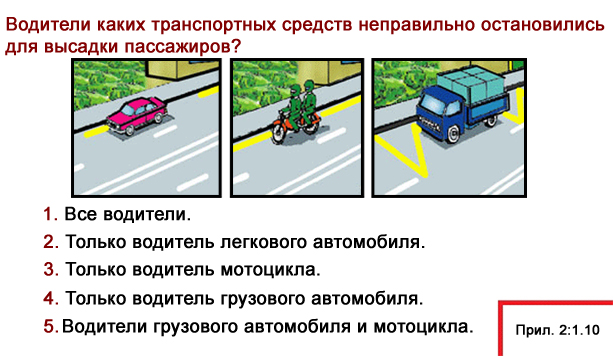 Водители каких транспортных средств неправильно остановились
для высадки пассажиров?
1. Все водители.
2. Только водитель легкового автомобиля.
3. Только водитель мотоцикла.
4. Только водитель грузового автомобиля.
5. Водители грузового автомобиля и мотоцикла.
Прил. 2:1.10